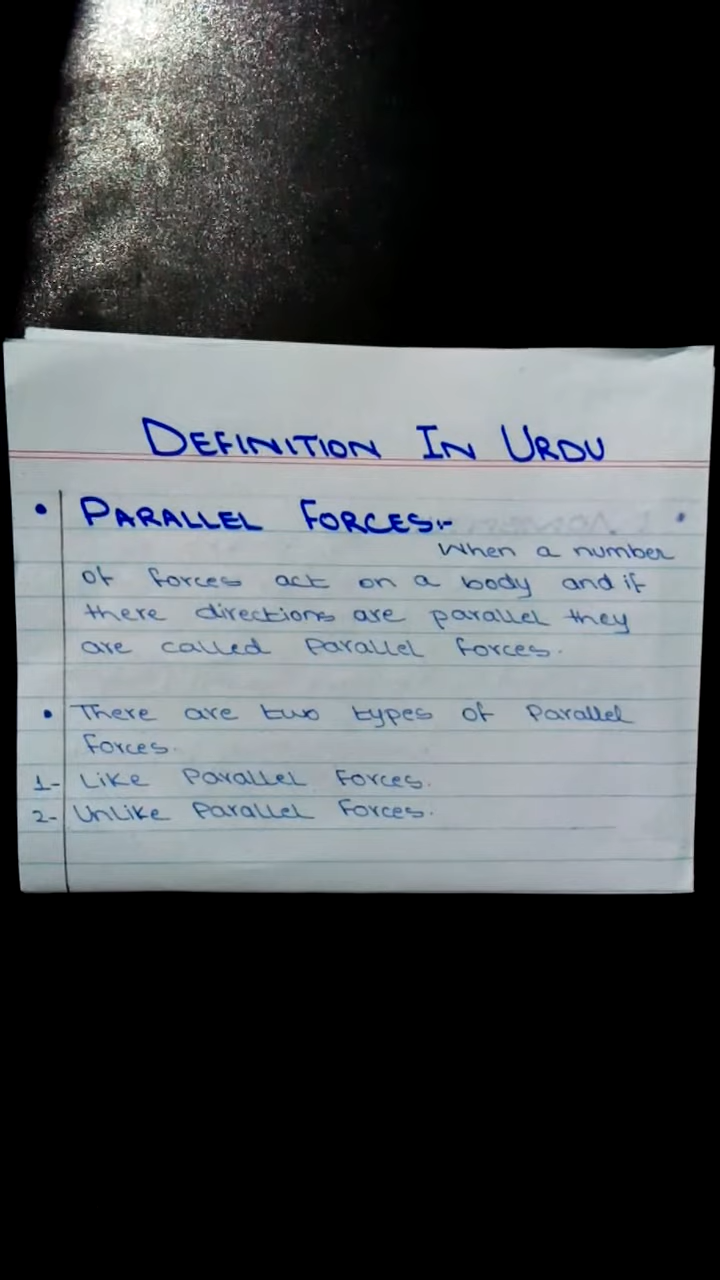 DEFINITION IN URDU
• PARALLEL FORCES:-
When a number
of forces act on a body and if
there directions are parallel they
are called Parallel forces.
• There are two types of Parallel
forces.
1- Like Parallel Forces.
2- Unlike Parallel Forces.